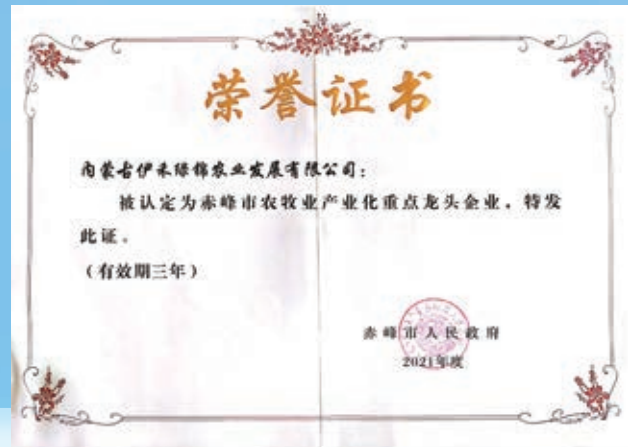 荣誉证书
内蒙古伊禾绿锦农业发展有限公司：
被认定为赤峰市农牧业产业化重点龙头企业，特发
此证。
（有效期三年）
赤峰市人民政府
2021年度